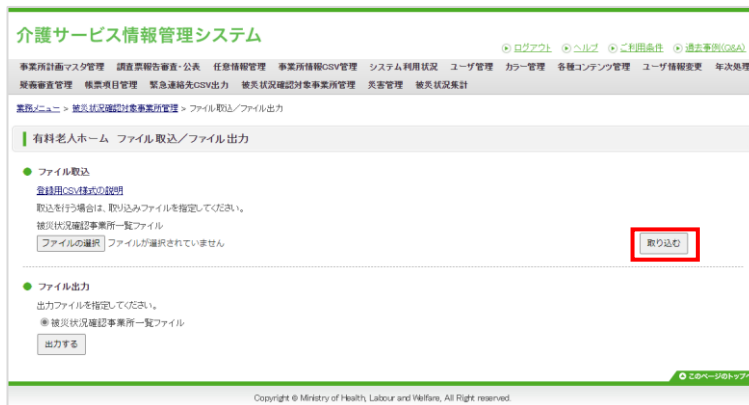 介護サービス情報管理システム
ログアウト ヘルプ ご利用条件 過去事例(Q&A)
事業所計画マスタ管理 調査票報告審査・公表 任意情報管理 事業所情報CSV管理 システム利用状況 ユーザ管理 カラー管理 各種コンテンツ管理 ユーザ情報変更 年次処理
疑義審査管理 帳票項目管理 緊急連絡先CSV出力 被災状況確認対象事業所管理 災害管理 被災状況集計
業務メニュー > 被災状況確認対象事業所管理 > ファイル取込/ファイル出力
有料老人ホーム ファイル取込/ファイル出力
ファイル取込
登録用CSV様式の説明
取込を行う場合は、取り込みファイルを指定してください。
被災状況確認事業所一覧ファイル
ファイルの選択 ファイルが選択されていません 取り込む
ファイル出力
出力ファイルを指定してください。
被災状況確認事業所一覧ファイル
出力する
このページのトップへ
Copyright © Ministry of Health, Labour and Welfare, All Right reserved.